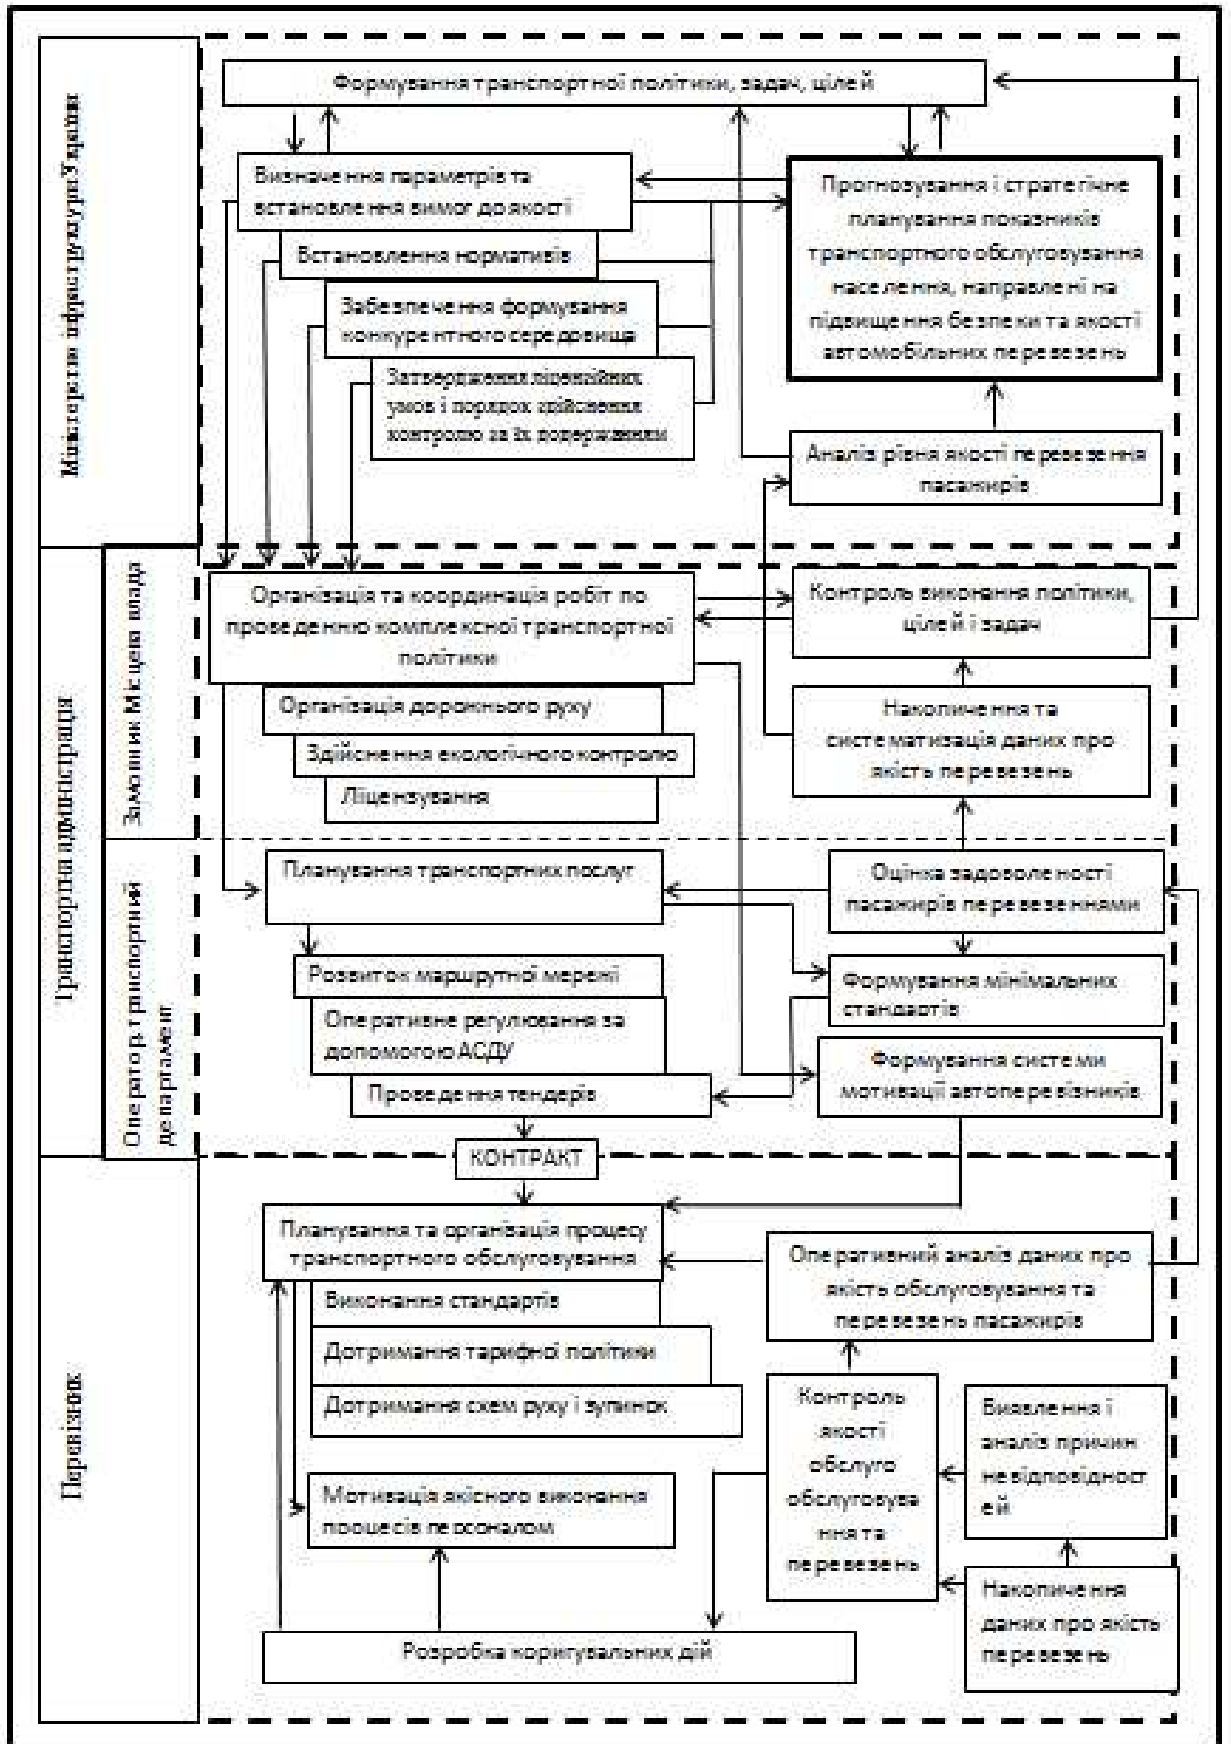 Міністерство інфраструктури України
Формування транспортної політики, задач, цілей
Визначення параметрів та
встановлення вимог до якості
Встановлення нормативів
Забезпечення формування
конкурентного середовища
Затвердження ліцензійних
умов і порядок здійснення
контролю за їх додержанням
Прогнозування і стратегічне
планування показників
транспортного обслуговування
населення, направлені на
підвищення безпеки та якості
автомобільних перевезень
Аналіз рівня якості перевезення
пасажирів
Транспортна адміністрація
Замовник Місцева влада
Організація та координація робіт по
проведенню комплексної транспортної
політики
Організація дорожнього руху
Здійснення екологічного контролю
Ліцензування
Контроль виконання політики,
цілей і задач
Накопичення та
систематизація даних про
якість перевезень
Оператор транспортний
департамент
Планування транспортних послуг
Розвиток маршрутної мережі
Оперативне регулювання за
допомогою АСДУ
Проведення тендерів
Оцінка задоволеності
пасажирів перевезеннями
Формування мінімальних
стандартів
Формування системи
мотивації автоперевізників
КОНТРАКТ
Перевізник
Планування та організація процесу
транспортного обслуговування
Виконання стандартів
Дотримання тарифної політики
Дотримання схем руху і зупинок
Мотивація якісного виконання
процесів персоналом
Розробка коригувальних дій
Оперативний аналіз даних про
якість обслуговування та
перевезень пасажирів
Контроль
якості
обслуго
обслуговува
ння та
перевезень
Виявлення і
аналіз причин
невідповідност
ей
Накопичення
даних про якість
перевезень